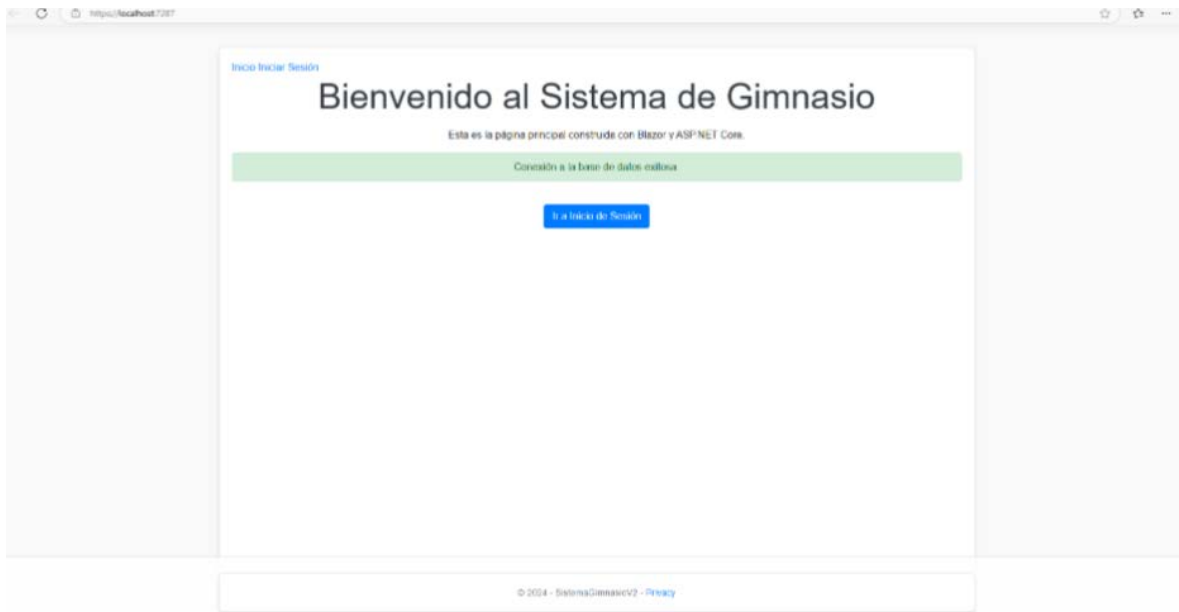 https://localhost:7287
Inicio Iniciar Sesión
Bienvenido al Sistema de Gimnasio
Esta es la página principal construida con Blazor y ASP.NET Core.
Conexión a la base de datos exitosa
Ir a Inicio de Sesión
© 2024 - SistemaGimnasioV2 - Privacy